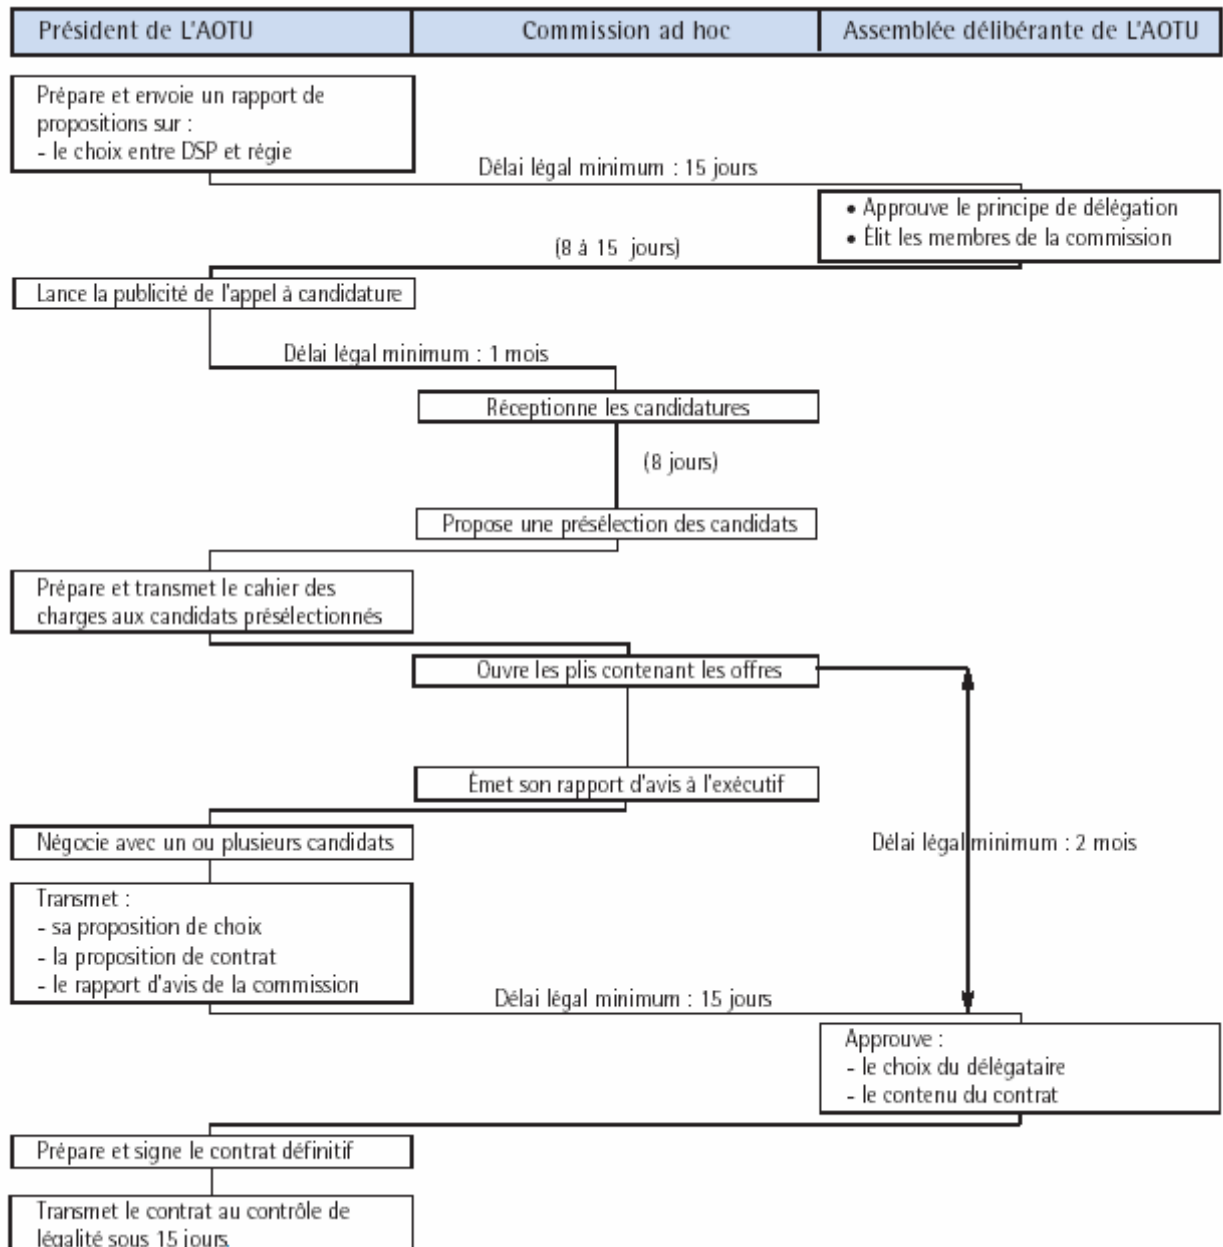 Président de L'AOTU
Commission ad hoc
Assemblée délibérante de L'AOTU
Prépare et envoie un rapport de
propositions sur :
- le choix entre DSP et régie
Délai légal minimum : 15 jours
• Approuve le principe de délégation
• Élit les membres de la commission
(8 à 15 jours)
Lance la publicité de l'appel à candidature
Délai légal minimum : 1 mois
Réceptionne les candidatures
(8 jours)
Propose une présélection des candidats
Prépare et transmet le cahier des
charges aux candidats présélectionnés
Ouvre les plis contenant les offres
Émet son rapport d'avis à l'exécutif
Négocie avec un ou plusieurs candidats
Délai légal minimum : 2 mois
Transmet :
- sa proposition de choix
- la proposition de contrat
- le rapport d'avis de la commission
Délai légal minimum : 15 jours
Approuve :
- le choix du délégataire
- le contenu du contrat
Prépare et signe le contrat définitif
Transmet le contrat au contrôle de
légalité sous 15 jours